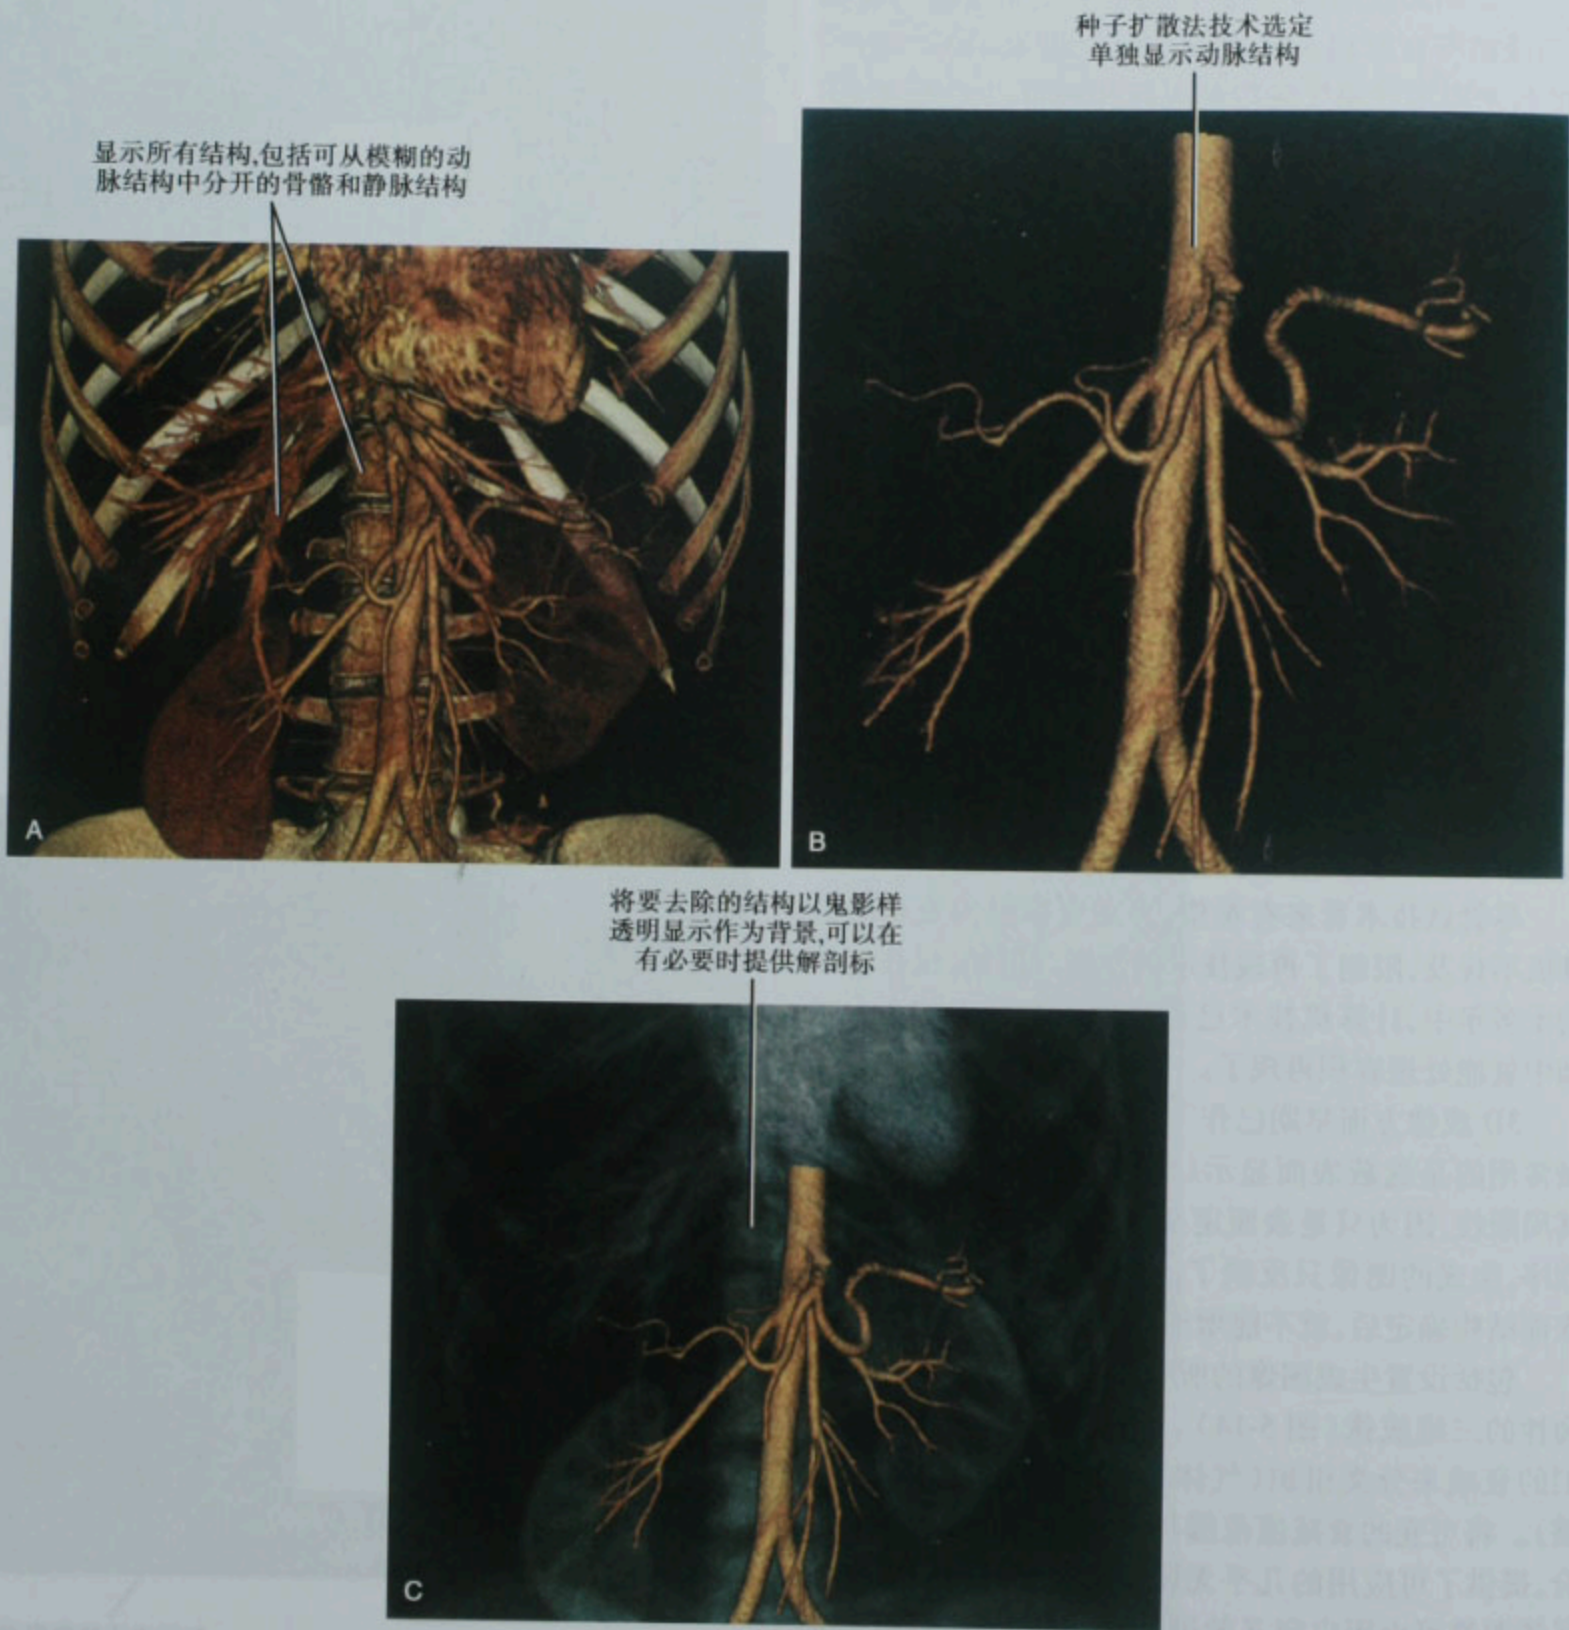 种子扩散法技术选定
单独显示动脉结构
显示所有结构,包括可从模糊的动
脉结构中分开的骨骼和静脉结构
A
B
将要去除的结构以鬼影样
透明显示作为背景,可以在
有必要时提供解剖标
C